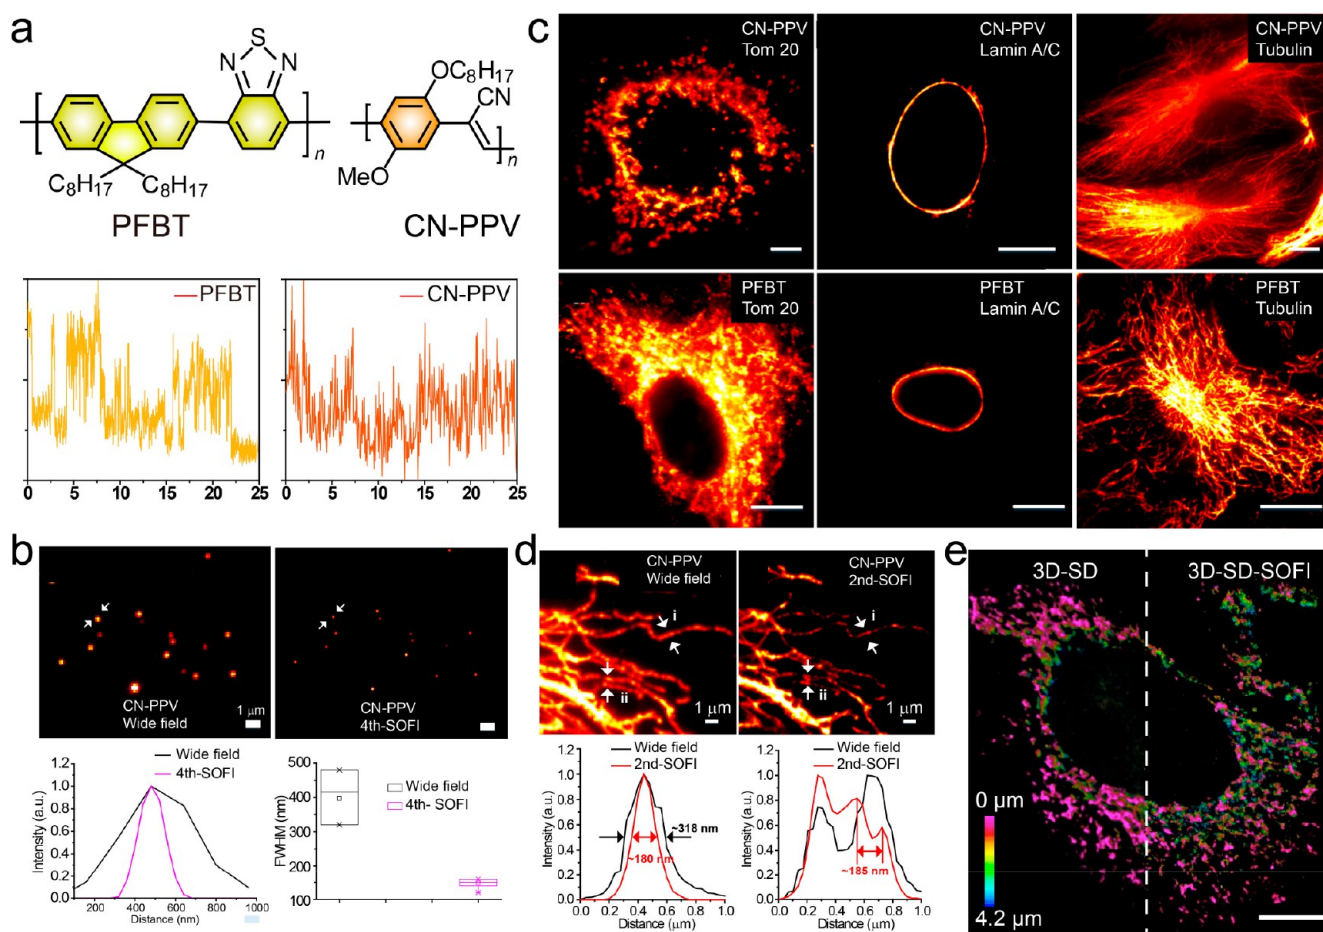 a
S
N
N
n
C8H17
C8H17
PFBT
OC8H17
CN
MeO
n
CN-PPV
PFBT
0 5 10 15 20 25
CN-PPV
0 5 10 15 20 25
b
CN-PPV
Wide field
1 μm
CN-PPV
4th-SOFI
Wide field
4th-SOFI
Intensity (a.u.)
1.2
1.0
0.8
0.6
0.4
0.2
0.0
200 400 600 800 1000
Distance (nm)
FWHM (nm)
500
400
300
200
100
Wide field
4th- SOFI
c
CN-PPV
Tom 20
CN-PPV
Lamin A/C
CN-PPV
Tubulin
PFBT
Tom 20
PFBT
Lamin A/C
PFBT
Tubulin
d
CN-PPV
Wide field
i
ii
1 μm
CN-PPV
2nd-SOFI
i
ii
1 μm
Wide field
2nd-SOFI
Intensity (a.u.)
1.2
1.0
0.8
0.6
0.4
0.2
0.0
~318 nm
~180 nm
0.0 0.2 0.4 0.6 0.8 1.0
Distance (μm)
Wide field
2nd-SOFI
Intensity (a.u.)
1.2
1.0
0.8
0.6
0.4
0.2
0.0
~185 nm
0.0 0.2 0.4 0.6 0.8 1.0
Distance (μm)
e
3D-SD
3D-SD-SOFI
0 μm
4.2 μm